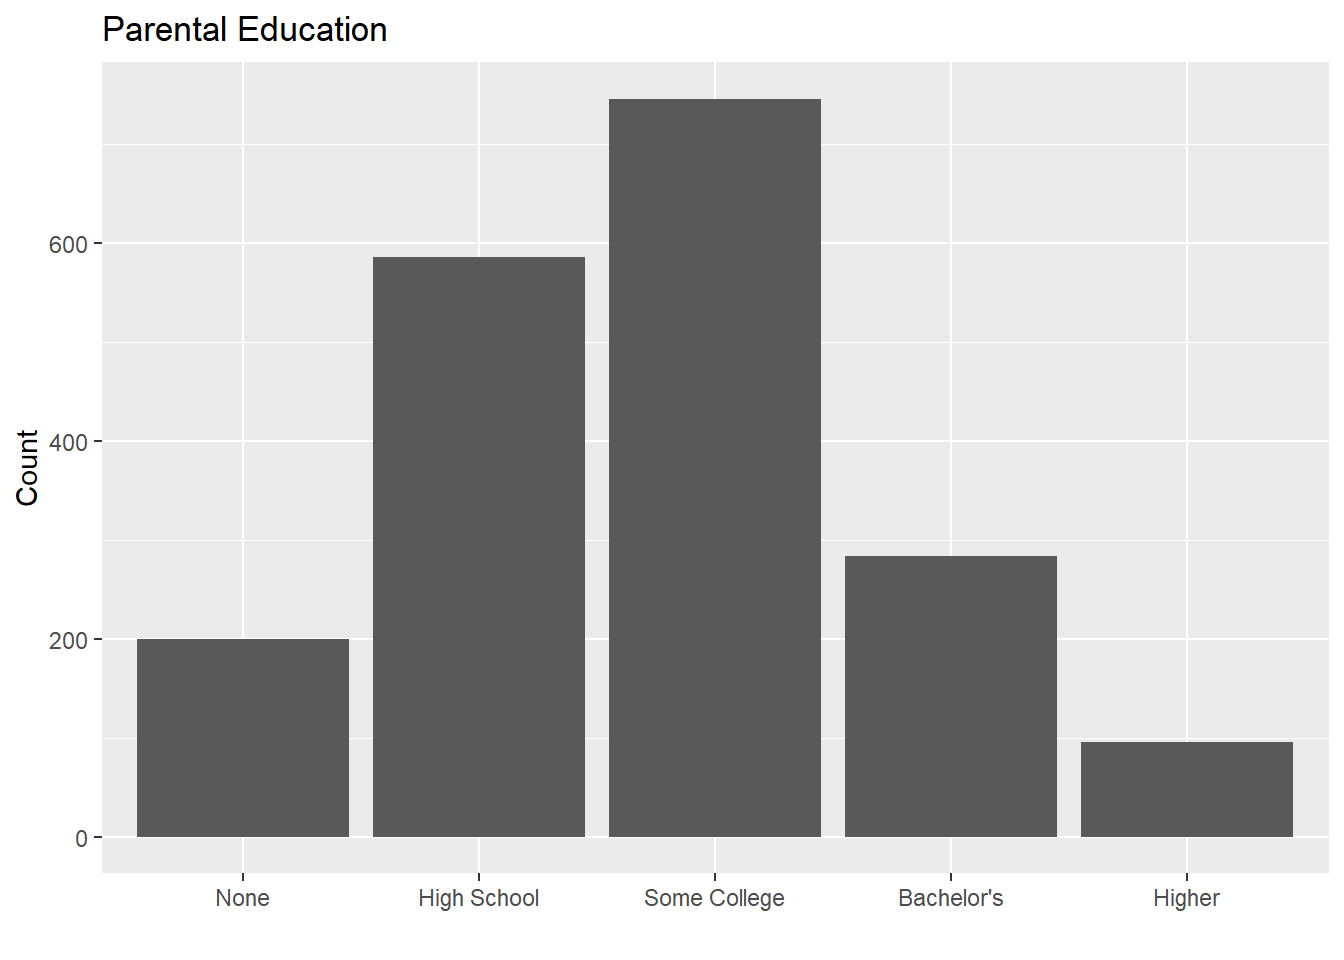 Parental Education
Count
600
400
200
0
None
High School
Some College
Bachelor's
Higher